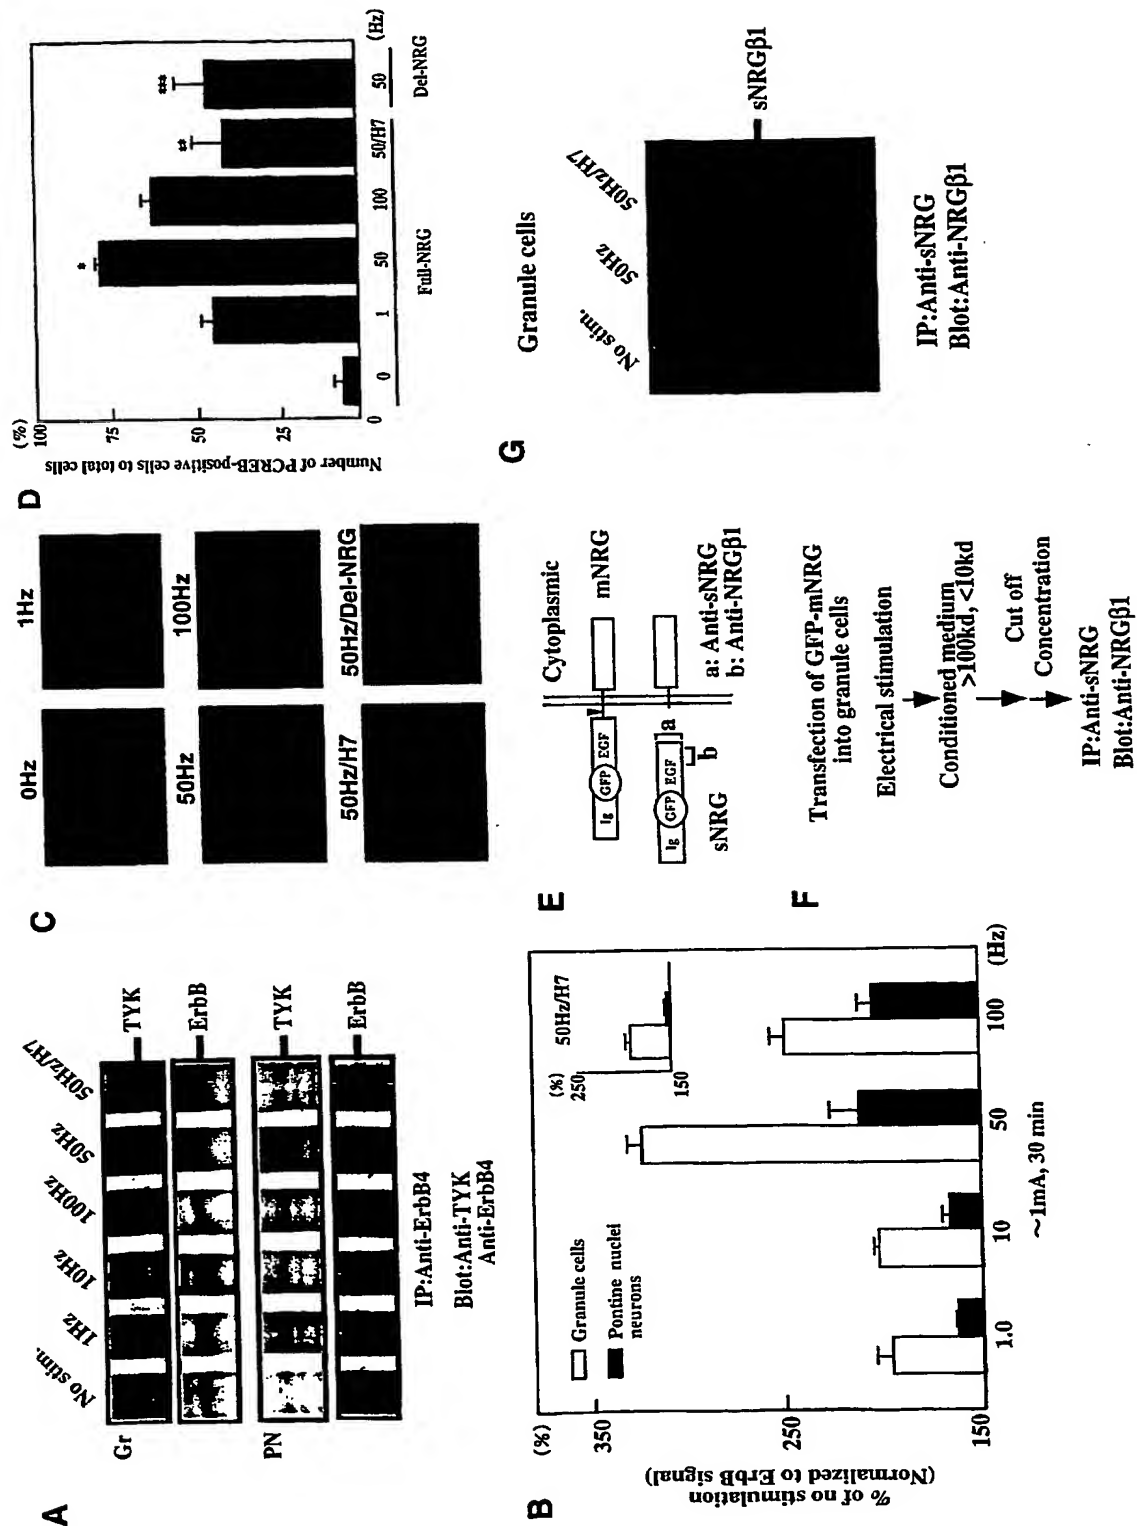 A
No stim.
1Hz
10Hz
100Hz
50Hz
50Hz/H7
Gr
TYK
ErbB
PN
TYK
ErbB
IP:Anti-ErbB4
Blot:Anti-TYK
Anti-ErbB4
B
% of no stimulation
(Normalized to ErbB signal)
(%)
350
250
150
Granule cells
Pontine nuclei
neurons
(%)
250
150
50Hz/H7
1.0
10
50
100
(Hz)
~1mA, 30 min
C
0Hz
1Hz
50Hz
100Hz
50Hz/H7
50Hz/Del-NRG
D
Number of PCREB-positive cells to total cells
(%)
100
75
50
25
0
0
1
50
100
50/H7
50
(Hz)
Full-NRG
Del-NRG
*
**
***
E
Cytoplasmic
Ig
GFP
EGF
mNRG
Ig
GFP
EGF
a
b
sNRG
a: Anti-sNRG
b: Anti-NRGβ1
F
Transfection of GFP-mNRG
into granule cells
Electrical stimulation
Conditioned medium
>100kd, <10kd
Cut off
Concentration
IP:Anti-sNRG
Blot:Anti-NRGβ1
G
Granule cells
No stim.
50Hz
50Hz/H7
sNRGβ1
IP:Anti-sNRG
Blot:Anti-NRGβ1